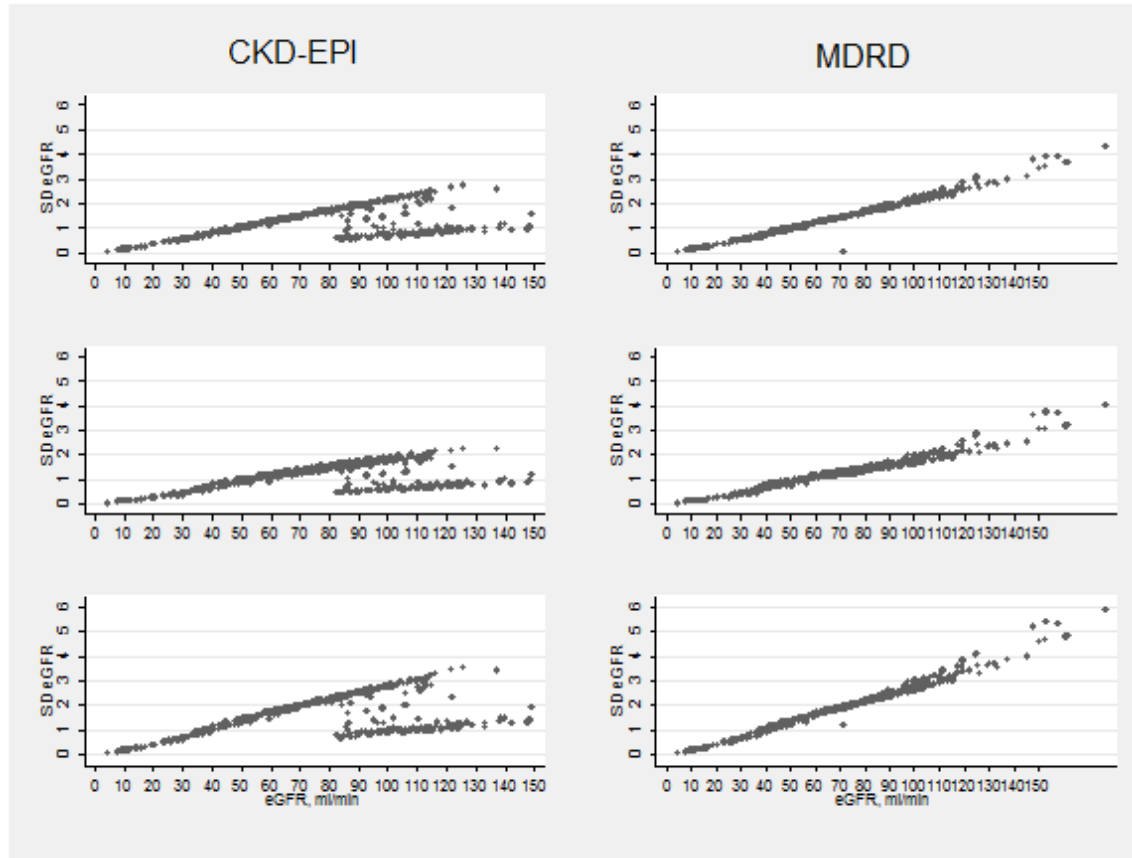 CKD-EPI
MDRD
SDeGFR
0 1 2 3 4 5 6
0 10 20 30 40 50 60 70 80 90 100 110 120 130 140 150
SDeGFR
0 1 2 3 4 5 6
0 10 20 30 40 50 60 70 80 90 100110120130140150
SDeGFR
0 1 2 3 4 5 6
0 10 20 30 40 50 60 70 80 90 100 110 120 130 140 150
SDeGFR
0 1 2 3 4 5 6
0 10 20 30 40 50 60 70 80 90 100110120130140150
SDeGFR
0 1 2 3 4 5 6
0 10 20 30 40 50 60 70 80 90 100 110 120 130 140 150
eGFR, ml/min
SDeGFR
0 1 2 3 4 5 6
0 10 20 30 40 50 60 70 80 90 100110120130140150
eGFR, ml/min